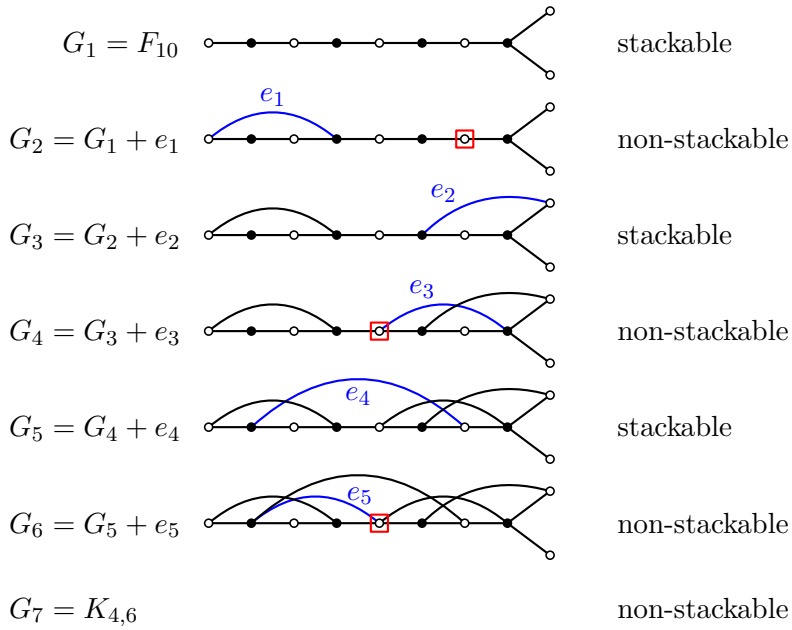 G₁ = F₁₀ stackable
e₁
G₂ = G₁ + e₁ non-stackable
e₂
G₃ = G₂ + e₂ stackable
e₃
G₄ = G₃ + e₃ non-stackable
e₄
G₅ = G₄ + e₄ stackable
e₅
G₆ = G₅ + e₅ non-stackable
G₇ = K₄,₆ non-stackable